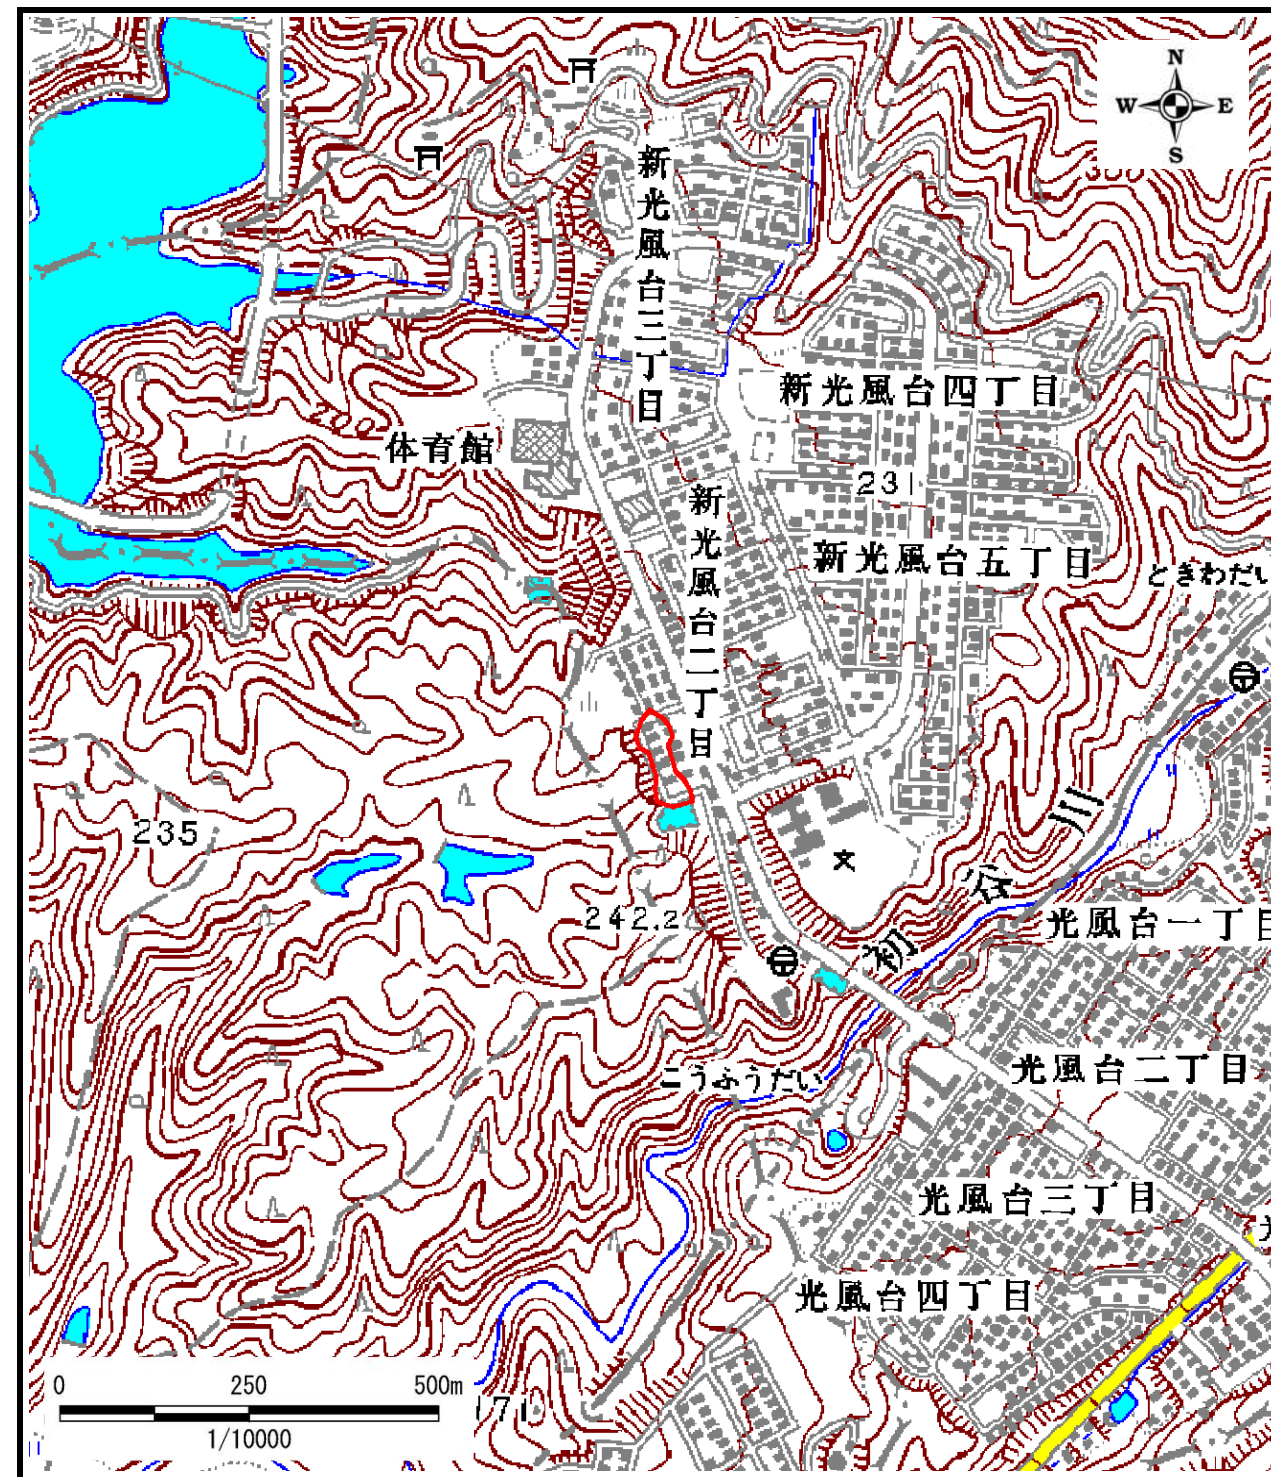 N
W E
S
新光風台三丁目
新光風台四丁目
体育館
231
新光風台二丁目
新光風台五丁目
ときわだい
220
235
242.2
初谷川
光風台一丁目
光風台二丁目
こうふうだい
光風台三丁目
光風台四丁目
0 250 500m
1/10000
171